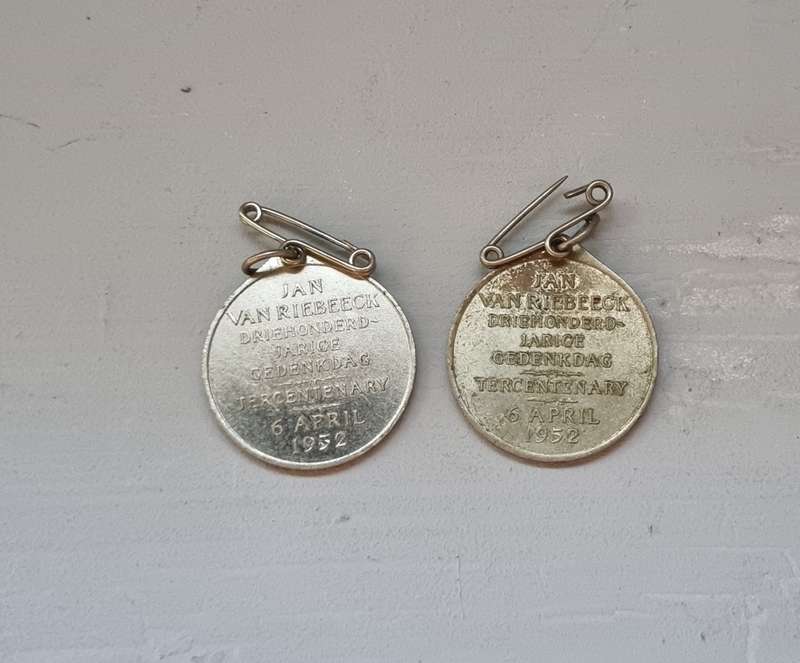 JAN
VAN RIEBEECK
DRIEHONDERD-
JARIGE
GEDENKDAG
TERCENTENARY
6 APRIL
1952
JAN
VAN RIEBEECK
DRIEHONDERD-
JARIGE
GEDENKDAG
TERCENTENARY
6 APRIL
1952